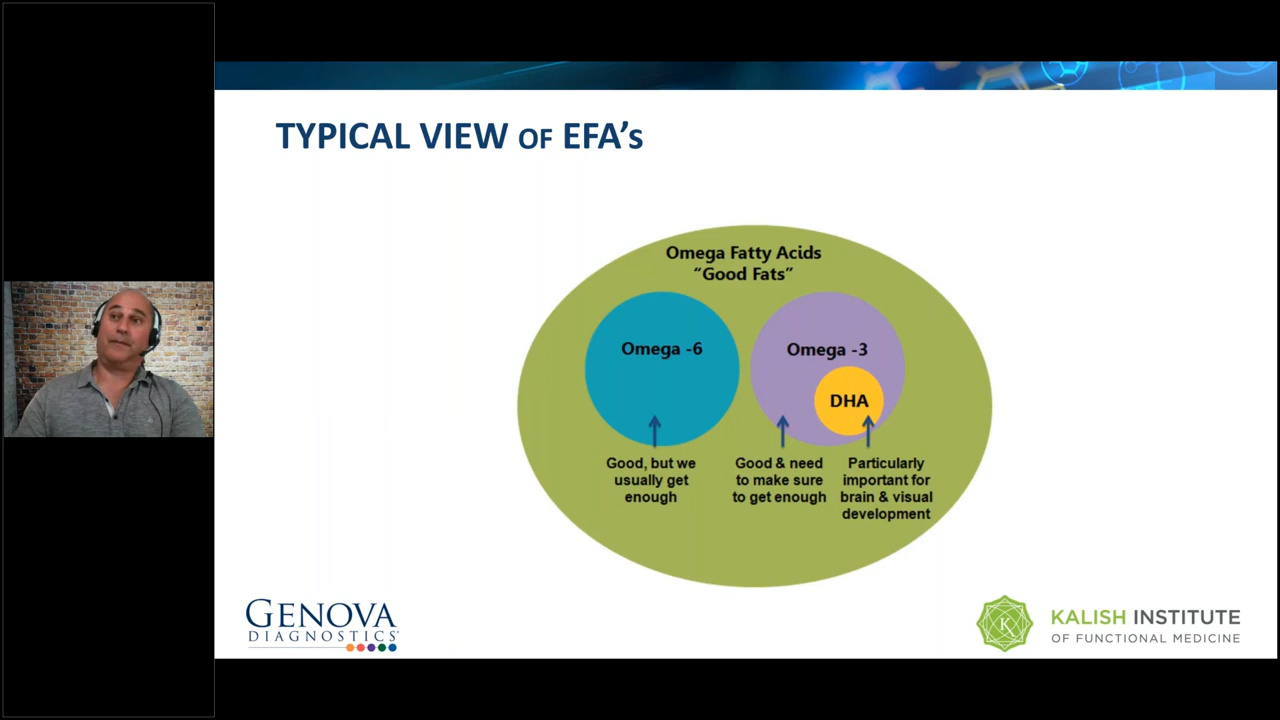 TYPICAL VIEW OF EFA's
Omega Fatty Acids
"Good Fats"
Omega -6
Omega -3
DHA
Good, but we
usually get
enough
Good & need
to make sure
to get enough
Particularly
important for
brain & visual
development
GENOVA
DIAGNOSTICS
K
KALISH INSTITUTE
OF FUNCTIONAL MEDICINE